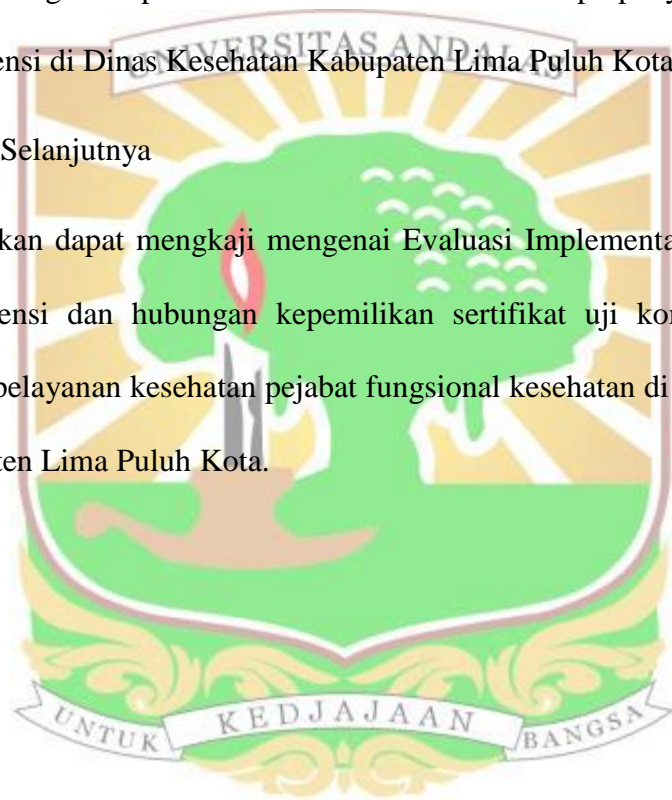 UNIVERSITAS ANDALAS
ensi di Dinas Kesehatan Kabupaten Lima Puluh Kota
Selanjutnya
kan dapat mengkaji mengenai Evaluasi Implementa
ensi dan hubungan kepemilikan sertifikat uji kor
pelayanan kesehatan pejabat fungsional kesehatan di
ten Lima Puluh Kota.
UNTUK KEDJAJAAN BANGSA